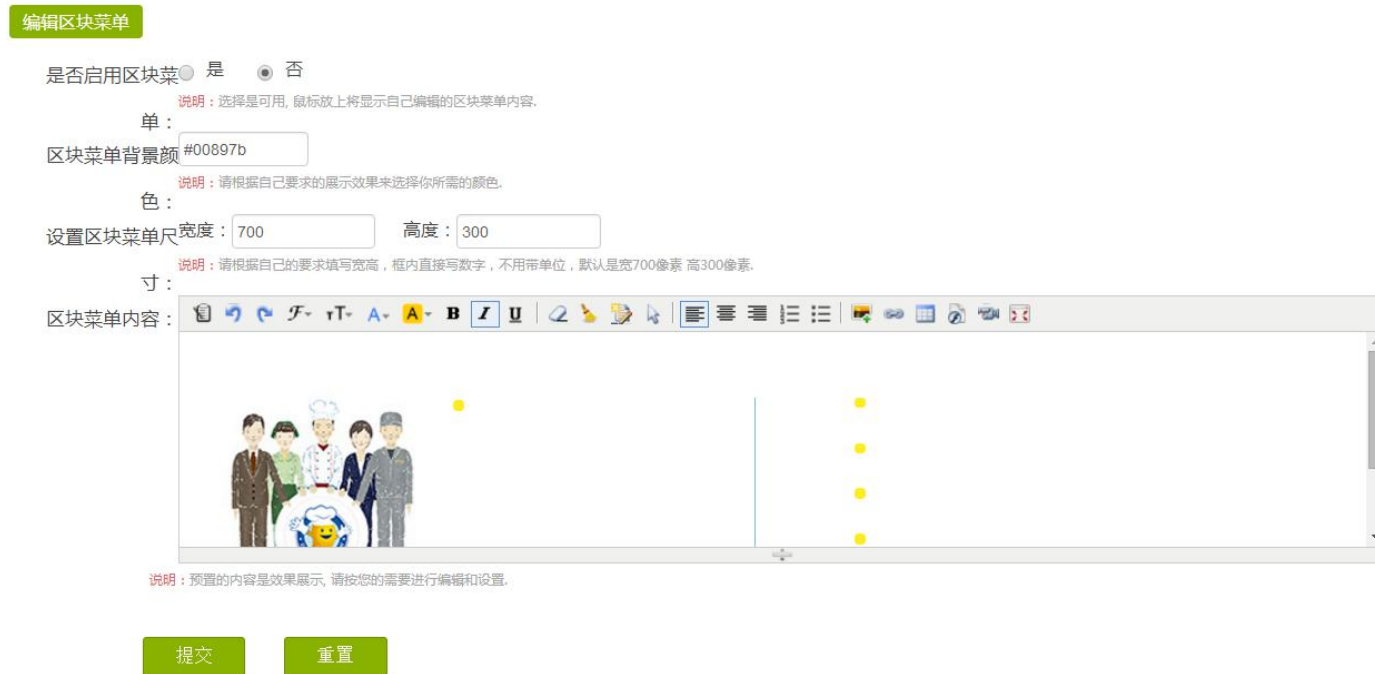 编辑区块菜单
是否启用区块菜单：
是 否
说明：选择是可用, 鼠标放上将显示自己编辑的区块菜单内容.
区块菜单背景颜色：
#00897b
说明：请根据自己要求的展示效果来选择你所需的颜色.
设置区块菜单尺寸：
宽度： 700 高度： 300
说明：请根据自己的要求填写宽高，框内直接写数字，不用带单位，默认是宽700像素 高300像素.
区块菜单内容：
说明：预置的内容是效果展示, 请按您的需要进行编辑和设置.
提交 重置